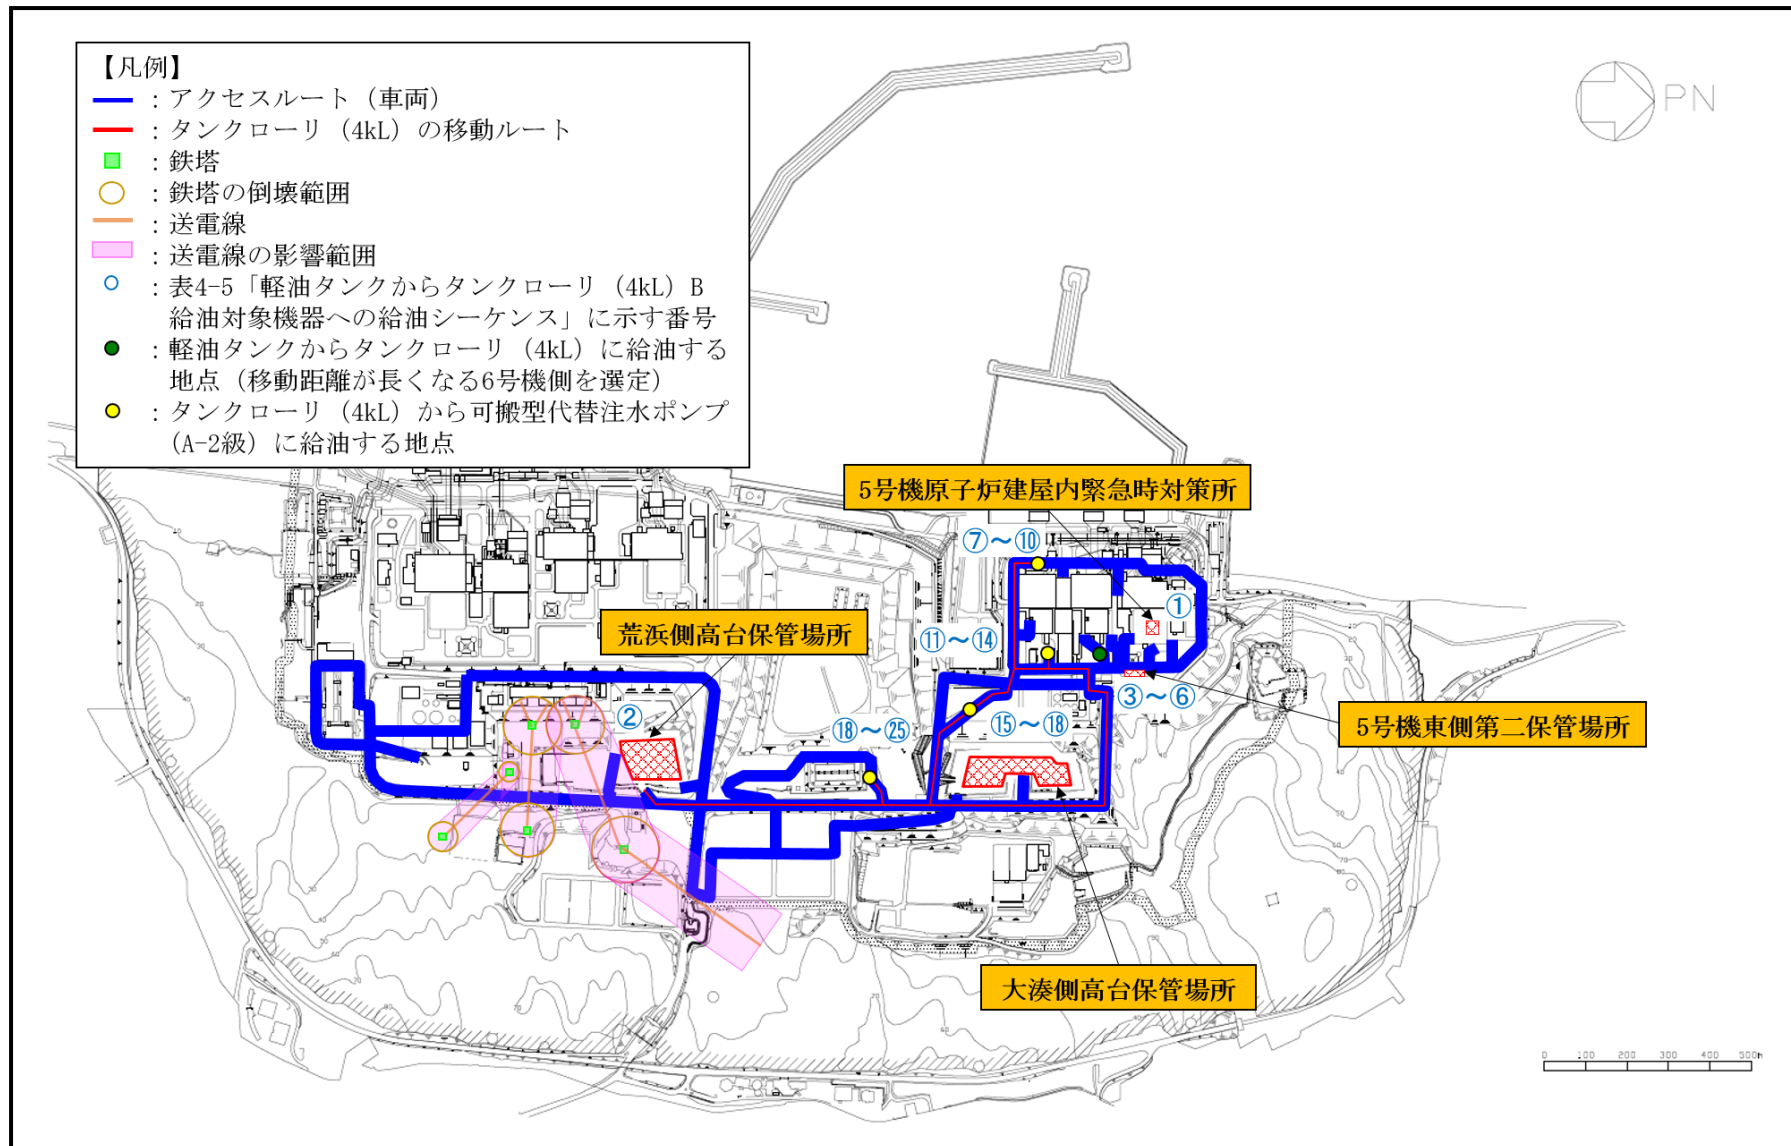 【凡例】
：アクセスルート（車両）
：タンクローリ（4kL）の移動ルート
：鉄塔
：鉄塔の倒壊範囲
：送電線
：送電線の影響範囲
：表4-5「軽油タンクからタンクローリ（4kL）B
給油対象機器への給油シーケンス」に示す番号
：軽油タンクからタンクローリ（4kL）に給油する
地点（移動距離が長くなる6号機側を選定）
：タンクローリ（4kL）から可搬型代替注水ポンプ
（A-2級）に給油する地点
PN
5号機原子炉建屋内緊急時対策所
⑦～⑩
①
荒浜側高台保管場所
⑪～⑭
③～⑥
②
⑱～㉕
⑮～⑱
5号機東側第二保管場所
大湊側高台保管場所
0 100 200 300 400 500m